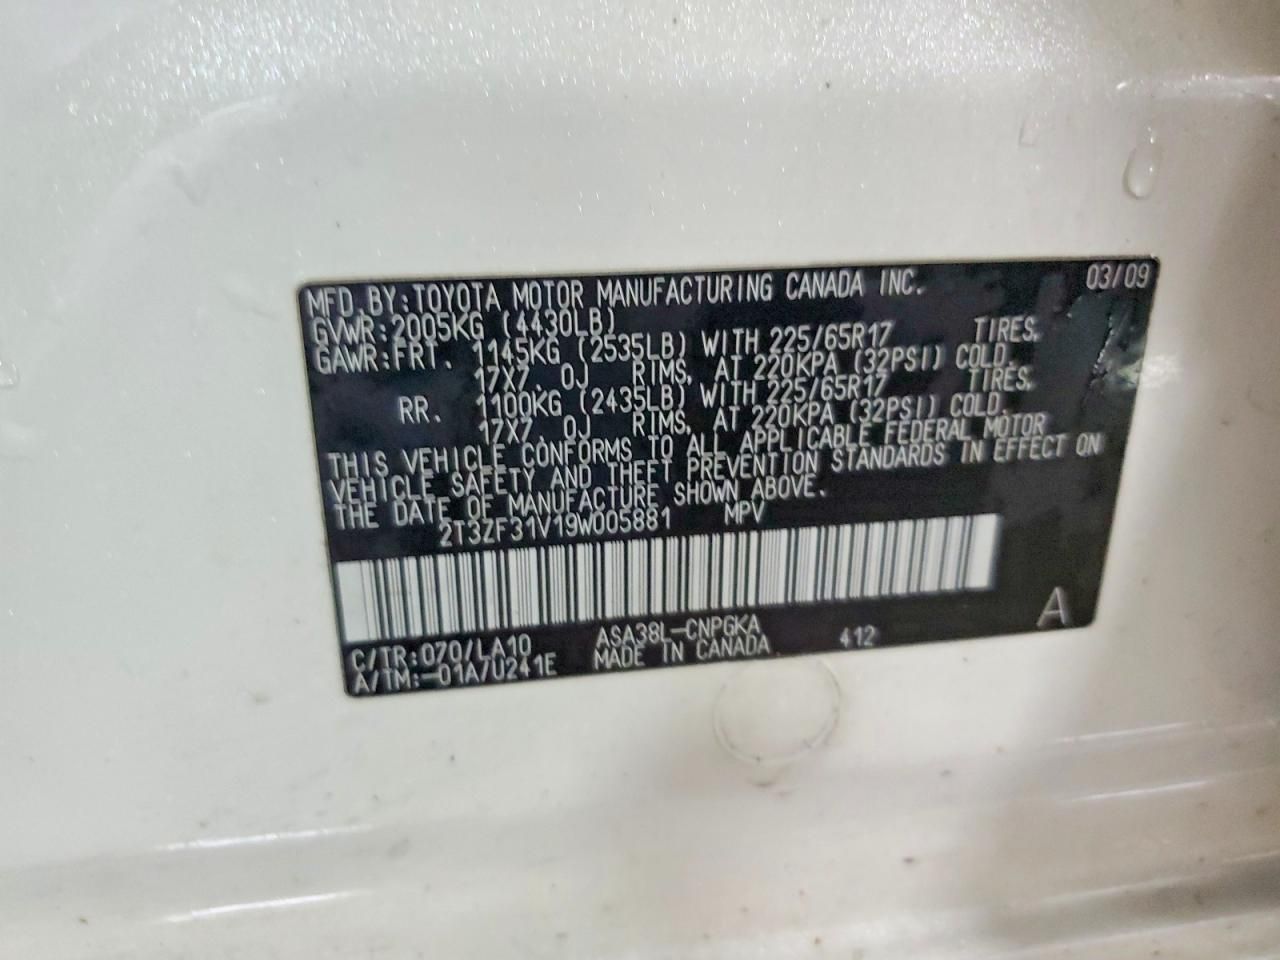 MFD.BY:TOYOTA MOTOR MANUFACTURING CANADA INC. 03/09
GVWR:2005KG (4430LB)
GAWR:FRT. 1145KG (2535LB) WITH 225/65R17 TIRES,
17X7.0J RIMS, AT 220KPA (32PSI) COLD.
RR. 1100KG (2435LB) WITH 225/65R17 TIRES,
17X7.0J RIMS, AT 220KPA (32PSI) COLD.
THIS VEHICLE CONFORMS TO ALL APPLICABLE FEDERAL MOTOR
VEHICLE SAFETY AND THEFT PREVENTION STANDARDS IN EFFECT ON
THE DATE OF MANUFACTURE SHOWN ABOVE.
2T3ZF31V19W005881 MPV
C/TR:070/LA10 ASA38L-CNPGKA 412 A
A/TM:-01A/U241E MADE IN CANADA